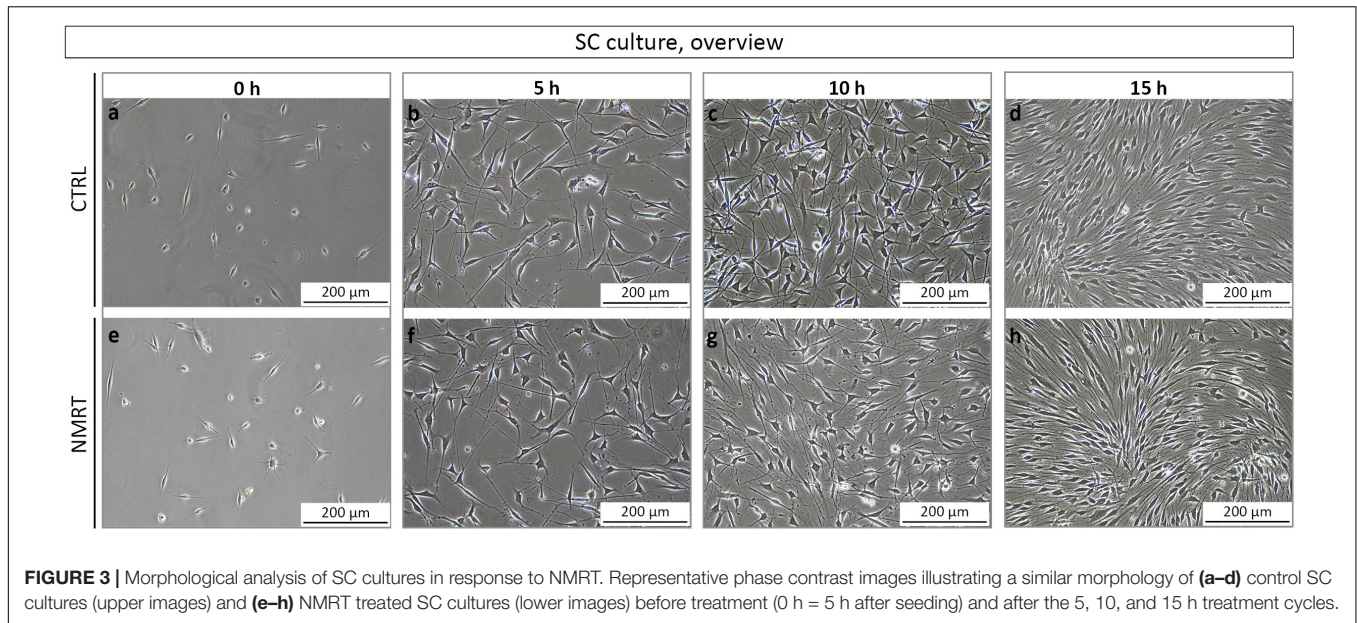 SC culture, overview
0 h
5 h
10 h
15 h
CTRL
a
b
c
d
200 µm
200 µm
200 µm
200 µm
NMRT
e
f
g
h
200 µm
200 µm
200 µm
200 µm
FIGURE 3 | Morphological analysis of SC cultures in response to NMRT. Representative phase contrast images illustrating a similar morphology of (a–d) control SC
cultures (upper images) and (e–h) NMRT treated SC cultures (lower images) before treatment (0 h = 5 h after seeding) and after the 5, 10, and 15 h treatment cycles.